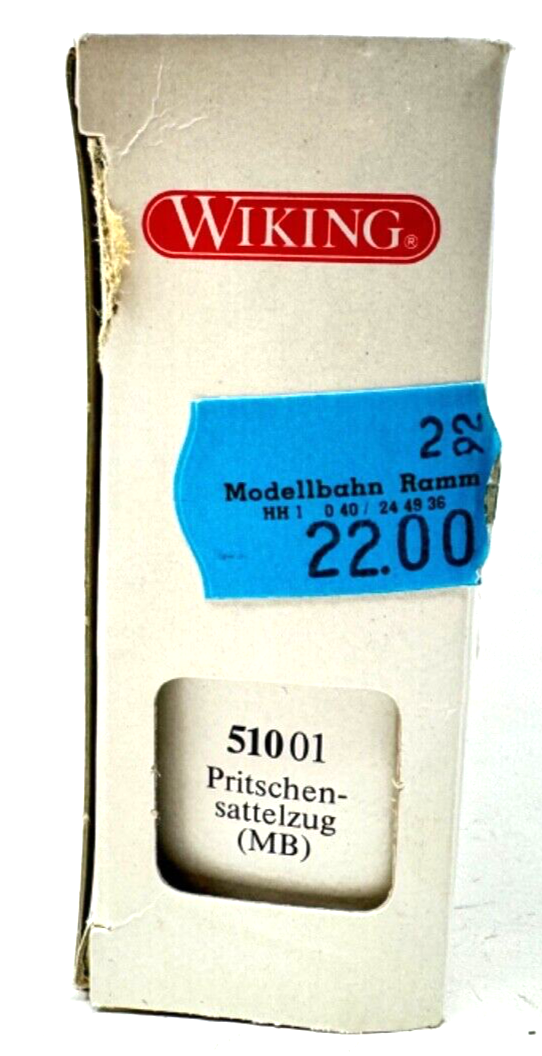 WIKING®
2 92
Modellbahn Ramm
HH 1 0 40 / 24 49 36
22.00
510 01
Pritschen-
sattelzug
(MB)